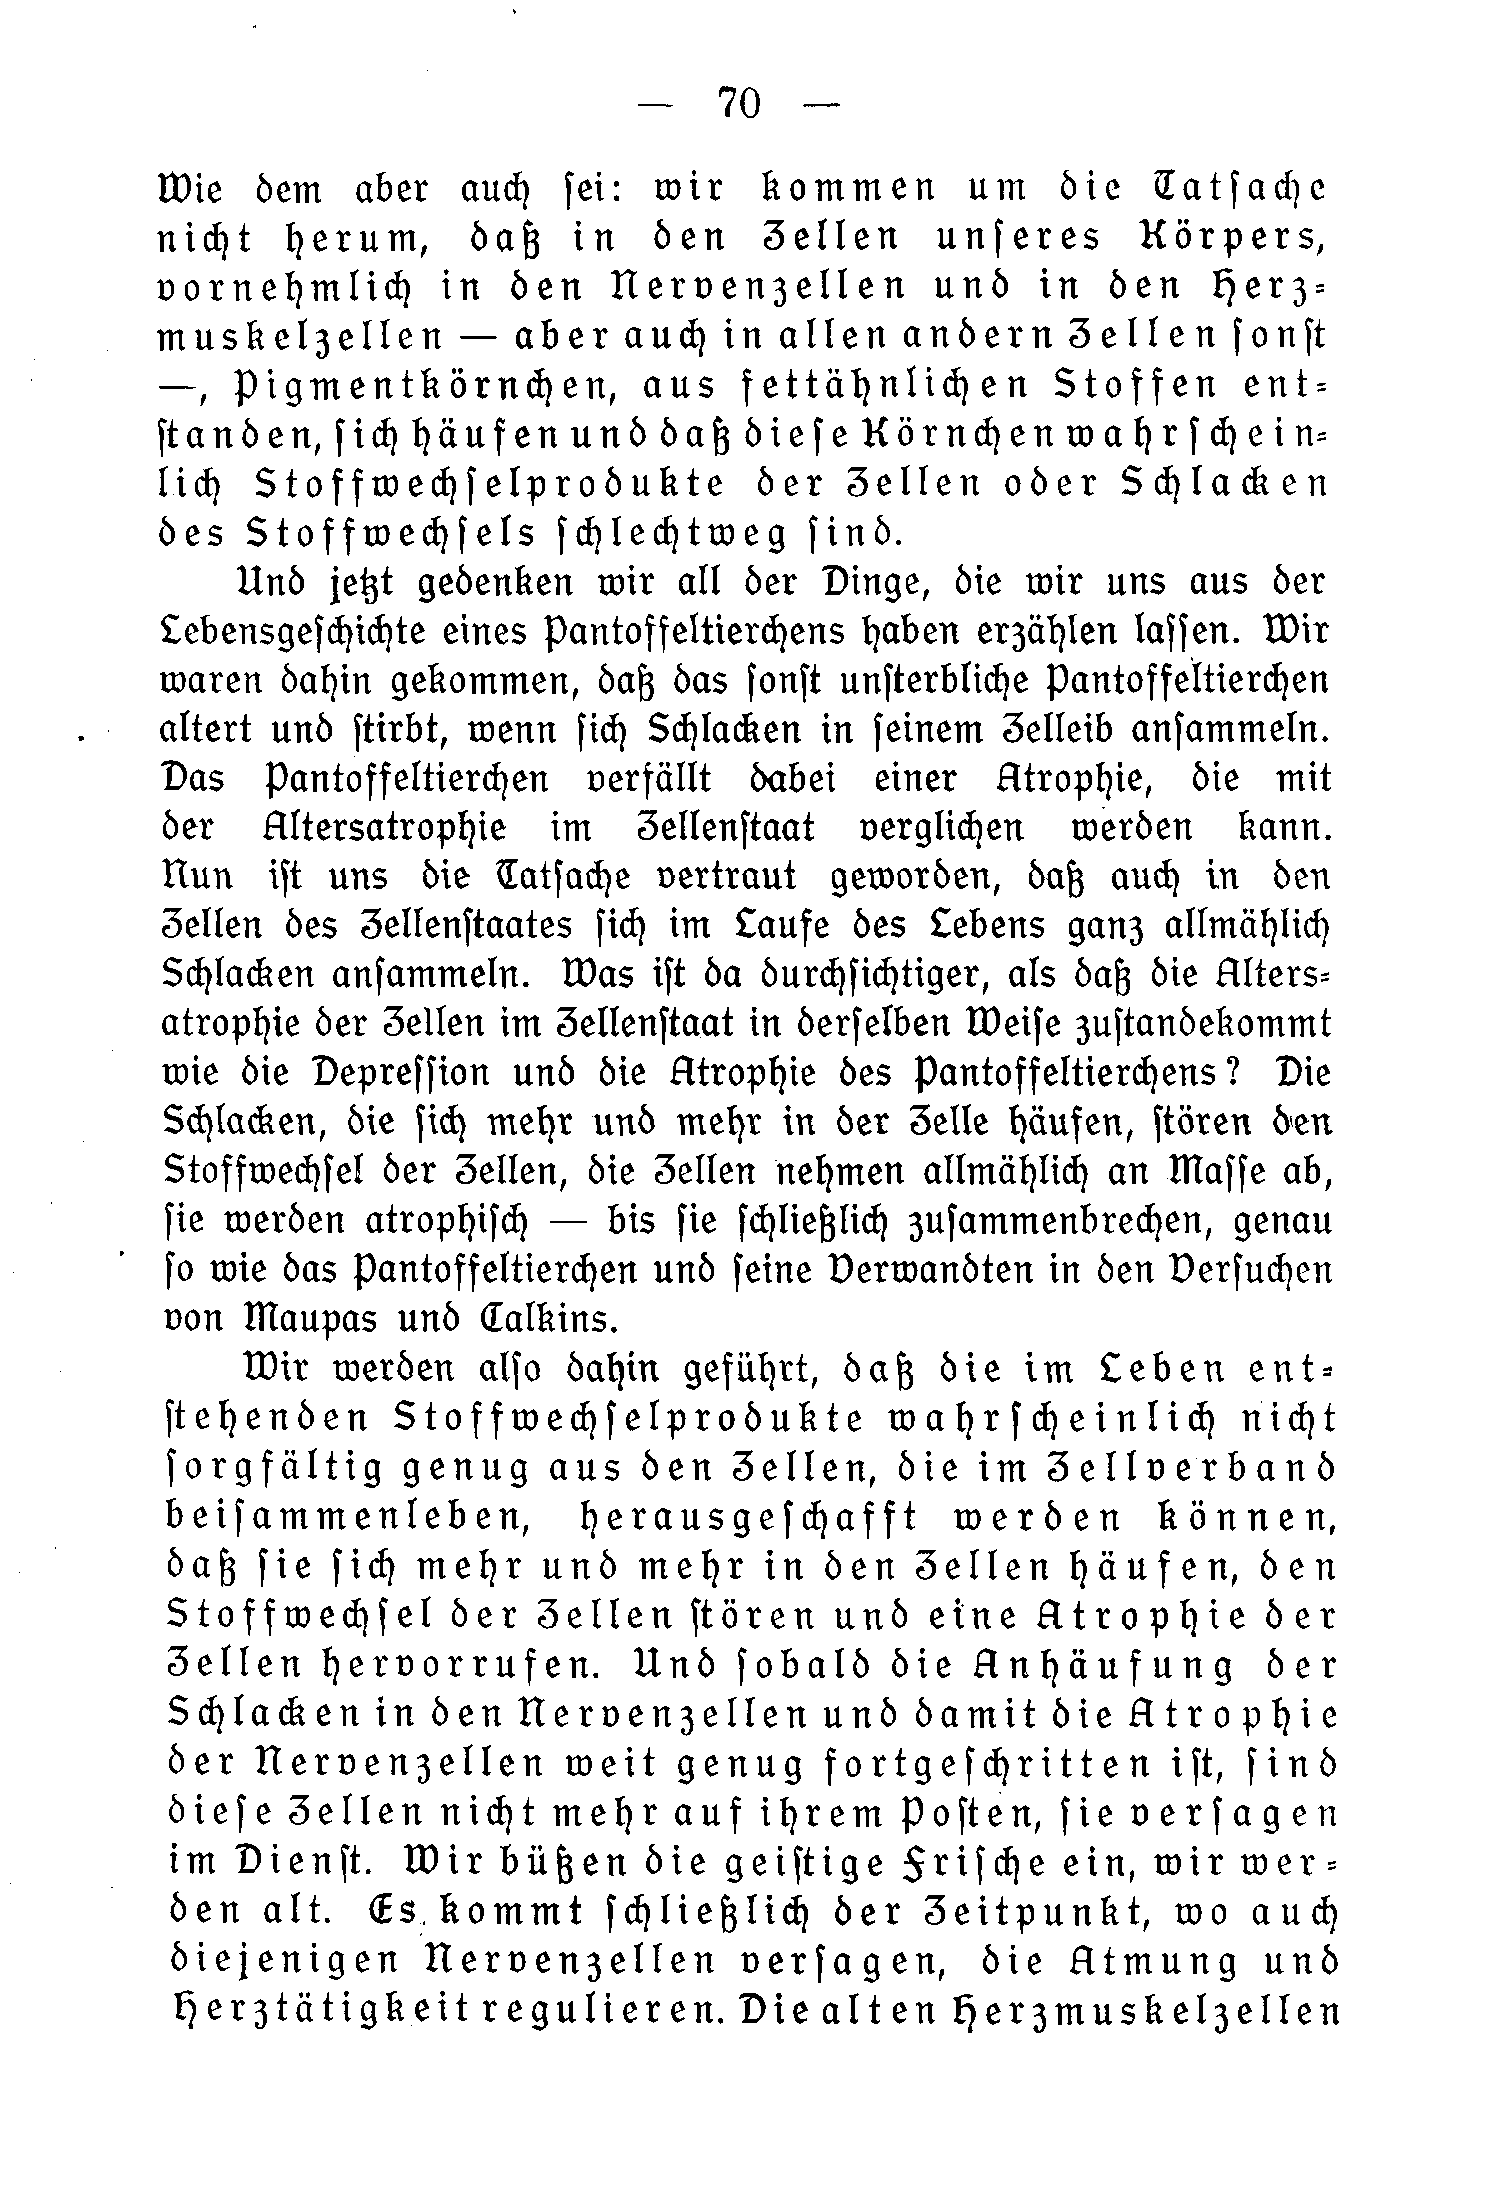 — 70 —
Wie dem aber auch ſei: wir kommen um die Tatſache
nicht herum, daß in den Zellen unſeres Körpers,
vornehmlich in den Nervenzellen und in den Herz-
muskelzellen — aber auch in allen andern Zellen ſonſt
—, Pigmentkörnchen, aus fettähnlichen Stoffen ent-
ſtanden, ſich häufen und daß dieſe Körnchen wahrſchein-
lich Stoffwechſelprodukte der Zellen oder Schlacken
des Stoffwechſels ſchlechtweg ſind.
Und jetzt gedenken wir all der Dinge, die wir uns aus der
Lebensgeſchichte eines Pantoffeltierchens haben erzählen laſſen. Wir
waren dahin gekommen, daß das ſonſt unſterbliche Pantoffeltierchen
altert und ſtirbt, wenn ſich Schlacken in ſeinem Zelleib anſammeln.
Das Pantoffeltierchen verfällt dabei einer Atrophie, die mit
der Altersatrophie im Zellenſtaat verglichen werden kann.
Nun iſt uns die Tatſache vertraut geworden, daß auch in den
Zellen des Zellenſtaates ſich im Laufe des Lebens ganz allmählich
Schlacken anſammeln. Was iſt da durchſichtiger, als daß die Alters-
atrophie der Zellen im Zellenſtaat in derſelben Weiſe zuſtandekommt
wie die Depreſſion und die Atrophie des Pantoffeltierchens? Die
Schlacken, die ſich mehr und mehr in der Zelle häufen, ſtören den
Stoffwechſel der Zellen, die Zellen nehmen allmählich an Maſſe ab,
ſie werden atrophiſch — bis ſie ſchließlich zuſammenbrechen, genau
ſo wie das Pantoffeltierchen und ſeine Verwandten in den Verſuchen
von Maupas und Calkins.
Wir werden alſo dahin geführt, daß die im Leben ent-
ſtehenden Stoffwechſelprodukte wahrſcheinlich nicht
ſorgfältig genug aus den Zellen, die im Zellverband
beiſammenleben, herausgeſchafft werden können,
daß ſie ſich mehr und mehr in den Zellen häufen, den
Stoffwechſel der Zellen ſtören und eine Atrophie der
Zellen hervorrufen. Und ſobald die Anhäufung der
Schlacken in den Nervenzellen und damit die Atrophie
der Nervenzellen weit genug fortgeſchritten iſt, ſind
dieſe Zellen nicht mehr auf ihrem Poſten, ſie verſagen
im Dienſt. Wir büßen die geiſtige Friſche ein, wir wer-
den alt. Es kommt ſchließlich der Zeitpunkt, wo auch
diejenigen Nervenzellen verſagen, die Atmung und
Herztätigkeit regulieren. Die alten Herzmuskelzellen